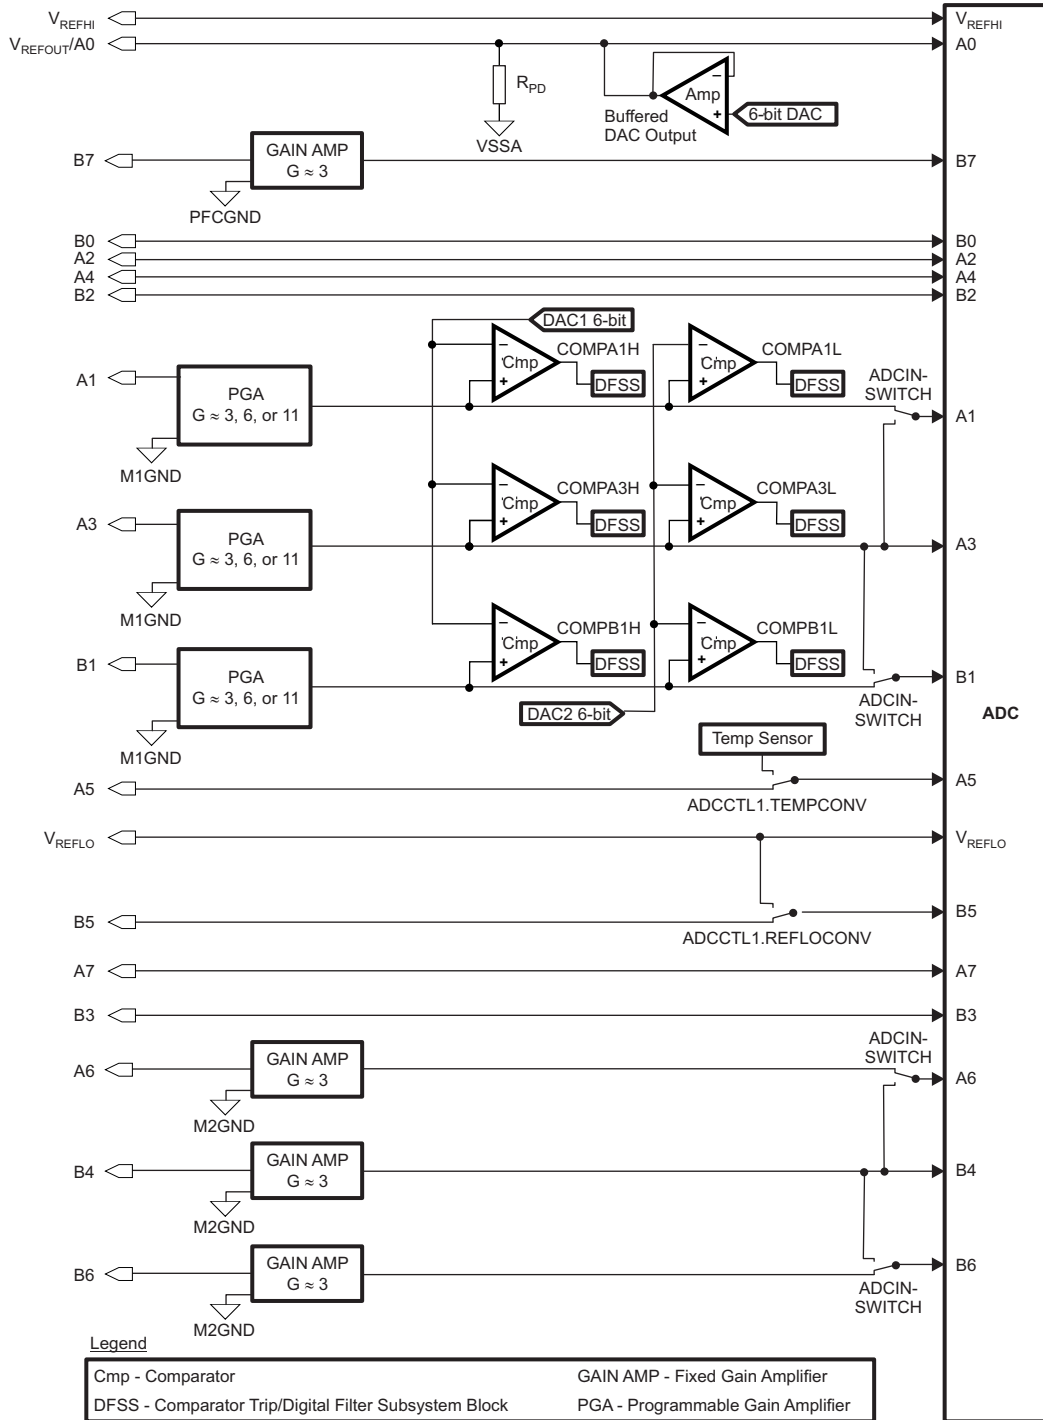 V_REFHI
V_REFHI
V_REFOUT/A0
A0
R_PD
Amp
6-bit DAC
Buffered
DAC Output
VSSA
B7
GAIN AMP
G ≈ 3
B7
PFCGND
B0
B0
A2
A2
A4
A4
B2
B2
DAC1 6-bit
COMPA1H
COMPA1L
Cmp
Cmp
DFSS
DFSS
ADCIN-
SWITCH
A1
PGA
G ≈ 3, 6, or 11
A1
M1GND
COMPA3H
COMPA3L
Cmp
Cmp
DFSS
DFSS
A3
PGA
G ≈ 3, 6, or 11
A3
M1GND
COMPB1H
COMPB1L
Cmp
Cmp
DFSS
DFSS
B1
PGA
G ≈ 3, 6, or 11
B1
ADCIN-
SWITCH
DAC2 6-bit
ADC
M1GND
Temp Sensor
A5
A5
ADCCTL1.TEMPCONV
V_REFLO
V_REFLO
B5
B5
ADCCTL1.REFLOCONV
A7
A7
B3
B3
ADCIN-
SWITCH
A6
GAIN AMP
G ≈ 3
A6
M2GND
B4
GAIN AMP
G ≈ 3
B4
M2GND
B6
GAIN AMP
G ≈ 3
B6
ADCIN-
SWITCH
M2GND
Legend
Cmp - Comparator
GAIN AMP - Fixed Gain Amplifier
DFSS - Comparator Trip/Digital Filter Subsystem Block
PGA - Programmable Gain Amplifier